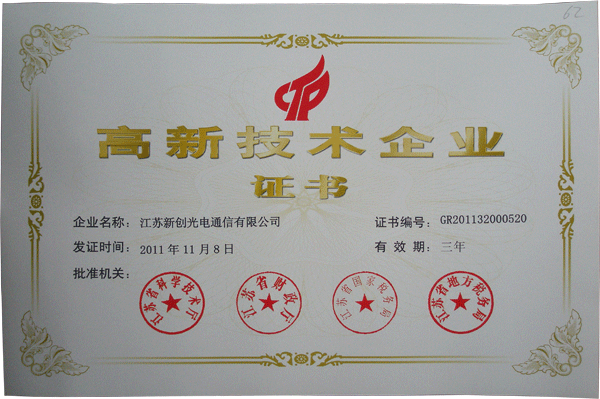 62
高新技术企业
证书
企业名称: 江苏新创光电通信有限公司 证书编号: GR201132000520
发证时间: 2011年11月8日 有效期: 三年
批准机关:
江苏省科学技术厅 江苏省财政厅 江苏省国家税务局 江苏省地方税务局